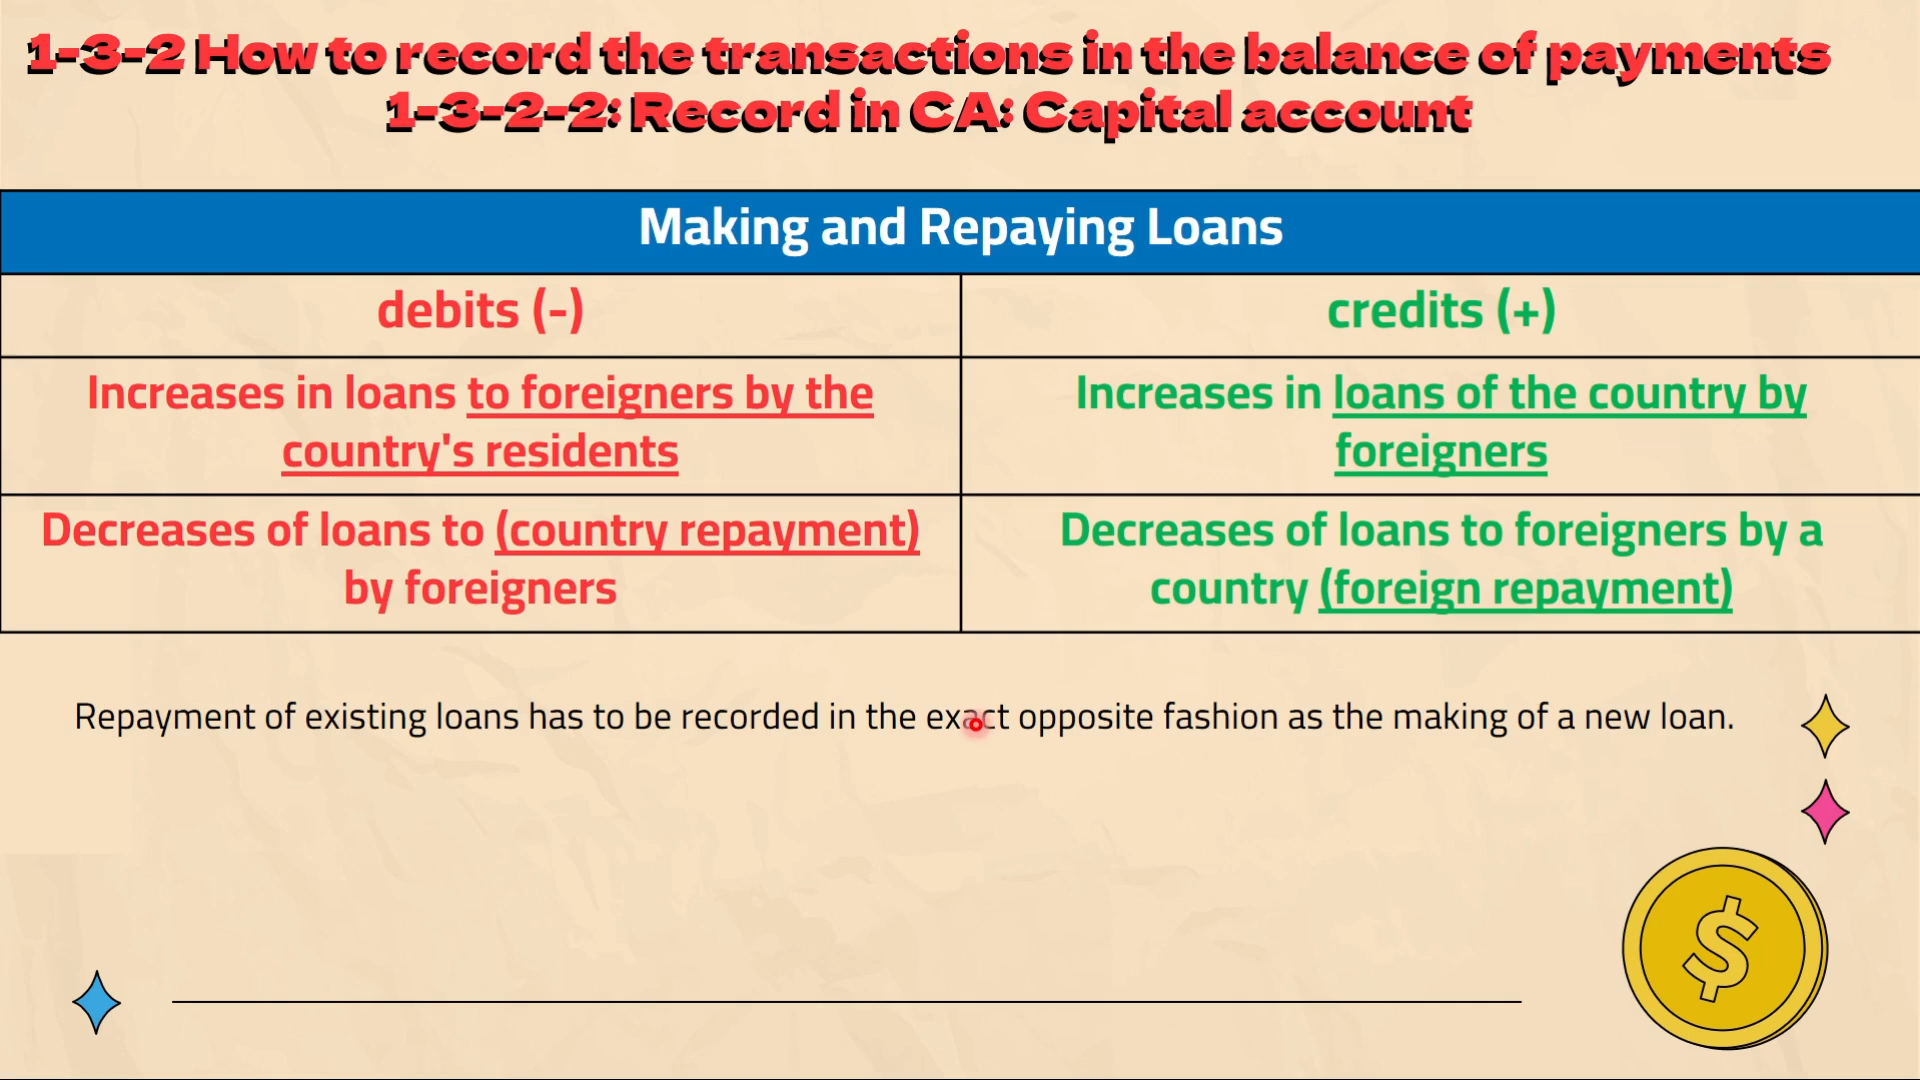 1-3-2 How to record the transactions in the balance of payments
1-3-2-2: Record in CA: Capital account
Making and Repaying Loans
debits (-)
credits (+)
Increases in loans to foreigners by the
country's residents
Increases in loans of the country by
foreigners
Decreases of loans to (country repayment)
by foreigners
Decreases of loans to foreigners by a
country (foreign repayment)
Repayment of existing loans has to be recorded in the exact opposite fashion as the making of a new loan.
$